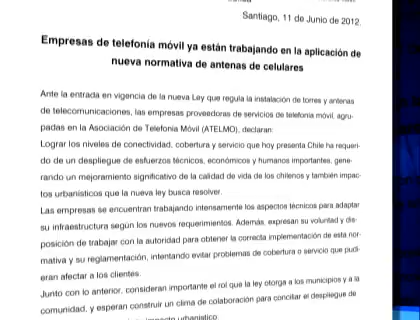 Santiago, 11 de Junio de 2012.
Empresas de telefonía móvil ya están trabajando en la aplicación de
nueva normativa de antenas de celulares
Ante la entrada en vigencia de la nueva Ley que regula la instalación de torres y antenas
de telecomunicaciones, las empresas proveedoras de servicios de telefonía móvil, agru-
padas en la Asociación de Telefonía Móvil (ATELMO), declaran:
Lograr los niveles de conectividad, cobertura y servicio que hoy presenta Chile ha requeri-
do de un despliegue de esfuerzos técnicos, económicos y humanos importantes, gene-
rando un mejoramiento significativo de la calidad de vida de los chilenos y también impac-
tos urbanísticos que la nueva ley busca resolver.
Las empresas se encuentran trabajando intensamente los aspectos técnicos para adaptar
su infraestructura según los nuevos requerimientos. Además, expresan su voluntad y dis-
posición de trabajar con la autoridad para obtener la correcta implementación de esta nor-
mativa y su reglamentación, intentando evitar problemas de cobertura o servicio que pudi-
eran afectar a los clientes.
Junto con lo anterior, consideran importante el rol que la ley otorga a los municipios y a la
comunidad, y esperan construir un clima de colaboración para conciliar el despliegue de
urbanístico.